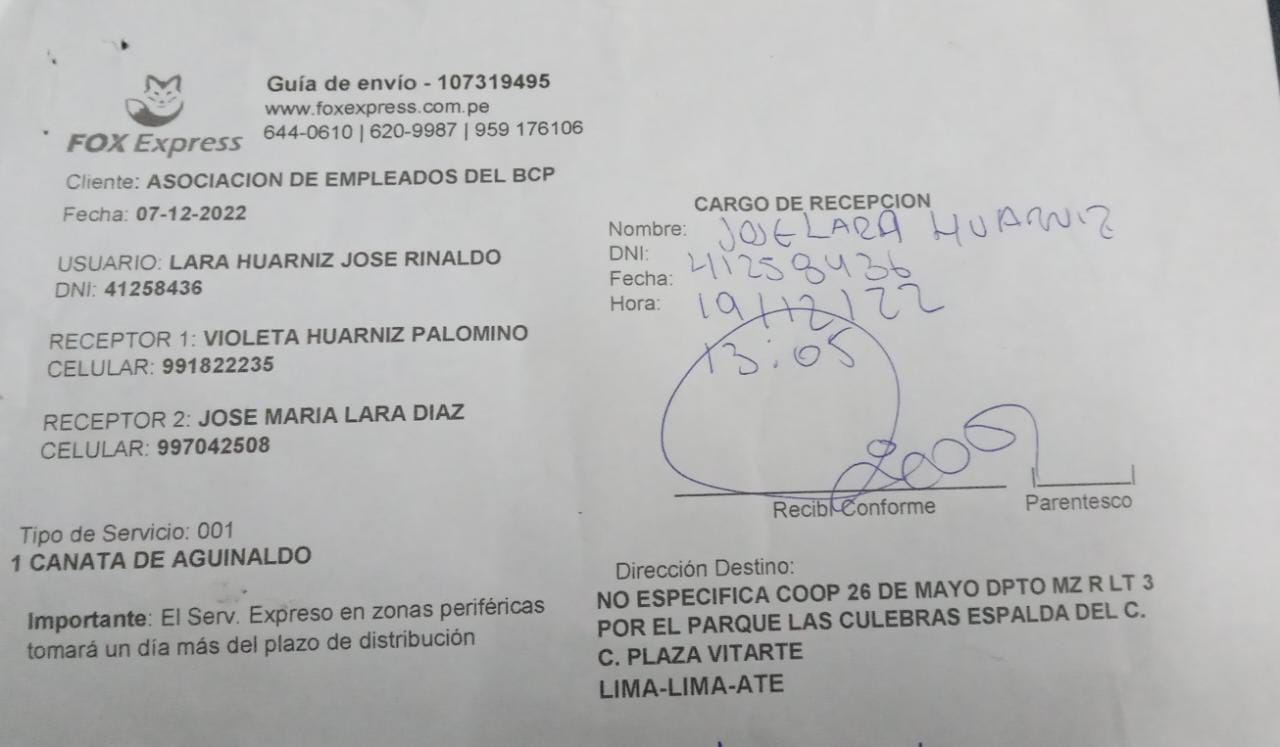 Guía de envío - 107319495
www.foxexpress.com.pe
644-0610 | 620-9987 | 959 176106
FOX Express
Cliente: ASOCIACION DE EMPLEADOS DEL BCP
Fecha: 07-12-2022
USUARIO: LARA HUARNIZ JOSE RINALDO
DNI: 41258436
RECEPTOR 1: VIOLETA HUARNIZ PALOMINO
CELULAR: 991822235
RECEPTOR 2: JOSE MARIA LARA DIAZ
CELULAR: 997042508
Tipo de Servicio: 001
1 CANATA DE AGUINALDO
Importante: El Serv. Expreso en zonas periféricas
tomará un día más del plazo de distribución
CARGO DE RECEPCION
Nombre: JOSE LARA HUARNIZ
DNI: 41258436
Fecha: 19/12/22
Hora: 13:05
Recibi Conforme
Parentesco
Dirección Destino:
NO ESPECIFICA COOP 26 DE MAYO DPTO MZ R LT 3
POR EL PARQUE LAS CULEBRAS ESPALDA DEL C.
C. PLAZA VITARTE
LIMA-LIMA-ATE